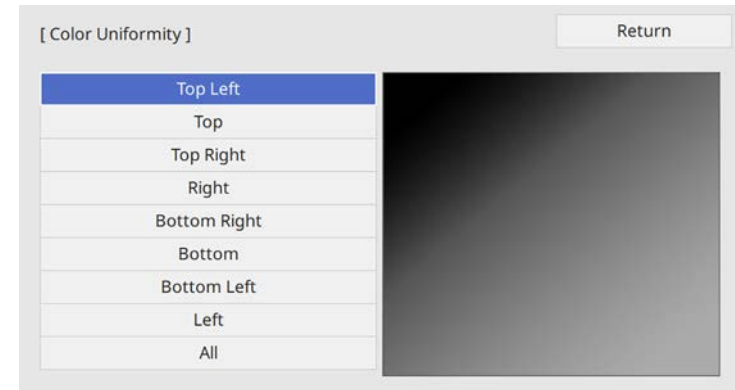 [ Color Uniformity ]
Return
Top Left
Top
Top Right
Right
Bottom Right
Bottom
Bottom Left
Left
All